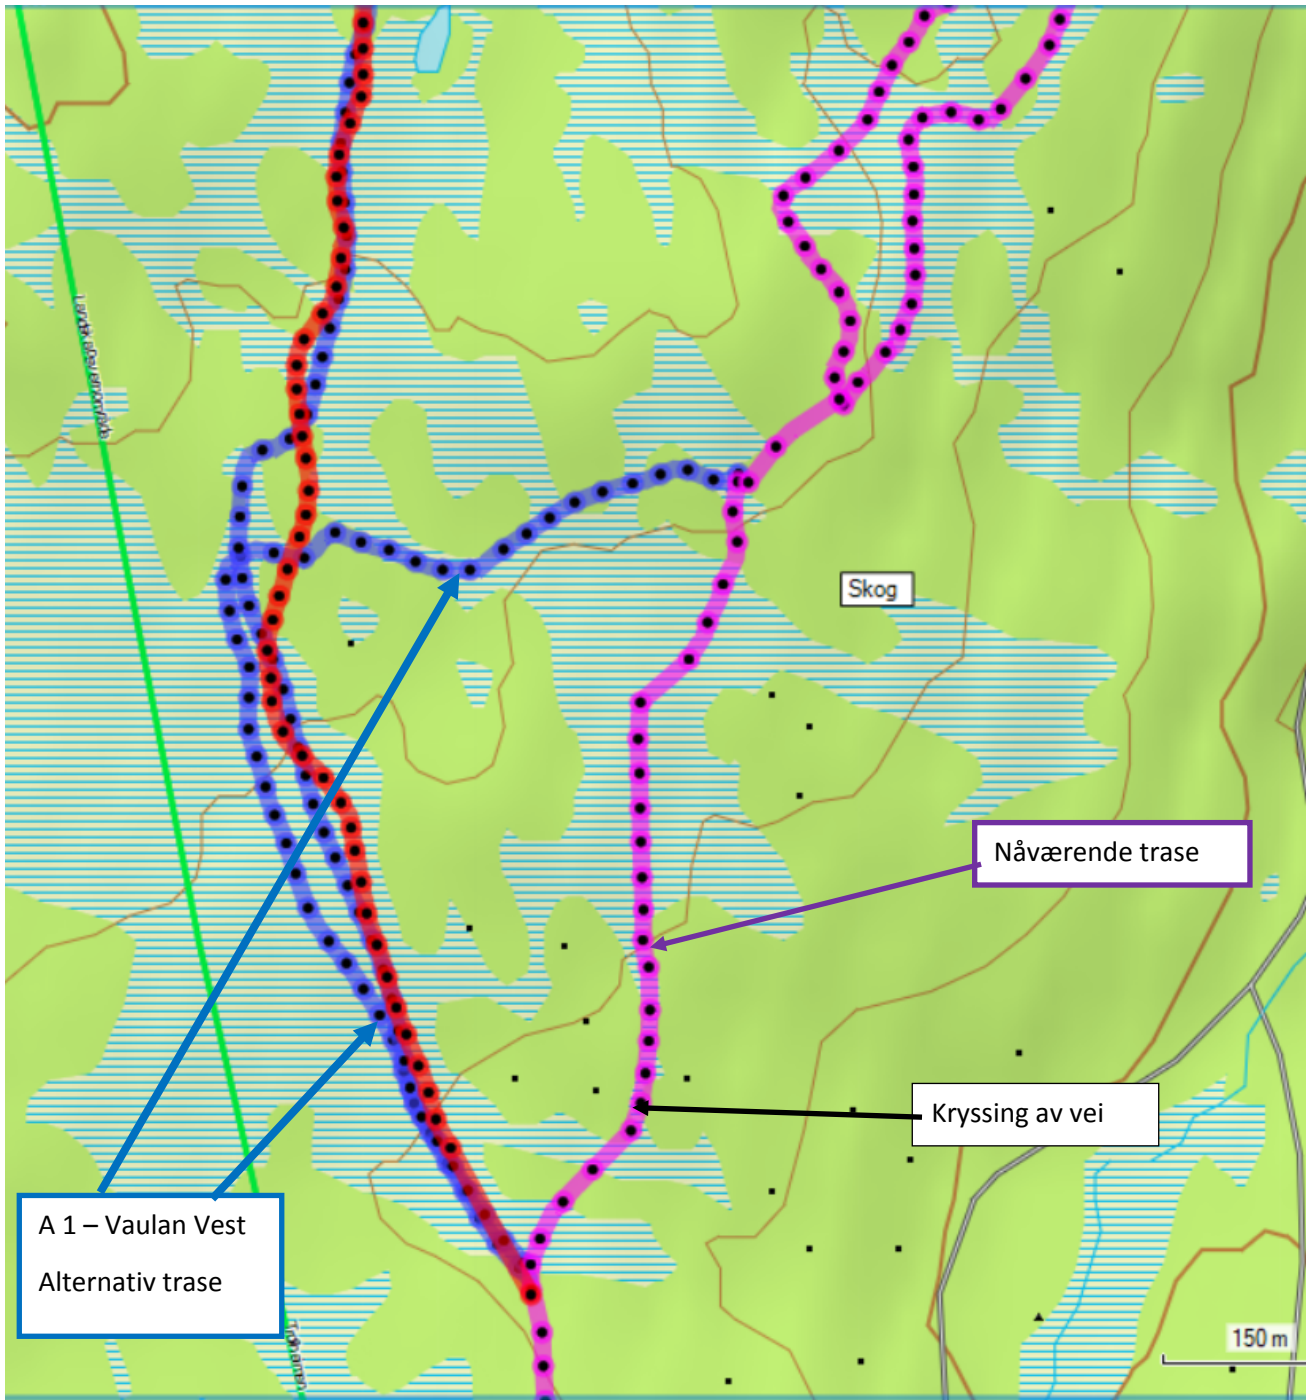 Skog
Nåværende trase
Kryssing av vei
A 1 – Vaulan Vest
Alternativ trase
150 m